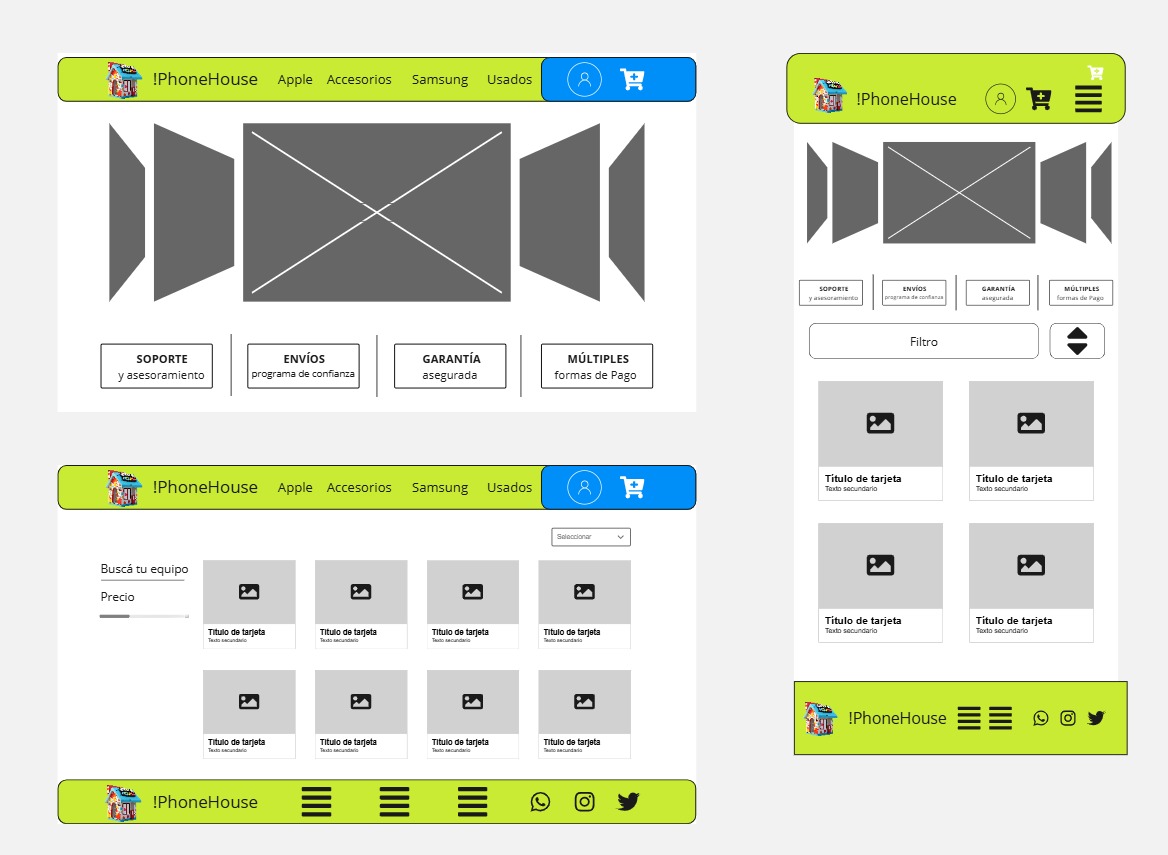 !PhoneHouse Apple Accesorios Samsung Usados
SOPORTE
y asesoramiento
ENVÍOS
programa de confianza
GARANTÍA
asegurada
MÚLTIPLES
formas de Pago
!PhoneHouse Apple Accesorios Samsung Usados
Seleccionar
Buscá tu equipo
Precio
Título de tarjeta
Texto secundario
Título de tarjeta
Texto secundario
Título de tarjeta
Texto secundario
Título de tarjeta
Texto secundario
Título de tarjeta
Texto secundario
Título de tarjeta
Texto secundario
Título de tarjeta
Texto secundario
Título de tarjeta
Texto secundario
!PhoneHouse
!PhoneHouse
SOPORTE
y asesoramiento
ENVÍOS
programa de confianza
GARANTÍA
asegurada
MÚLTIPLES
formas de Pago
Filtro
Título de tarjeta
Texto secundario
Título de tarjeta
Texto secundario
Título de tarjeta
Texto secundario
Título de tarjeta
Texto secundario
!PhoneHouse